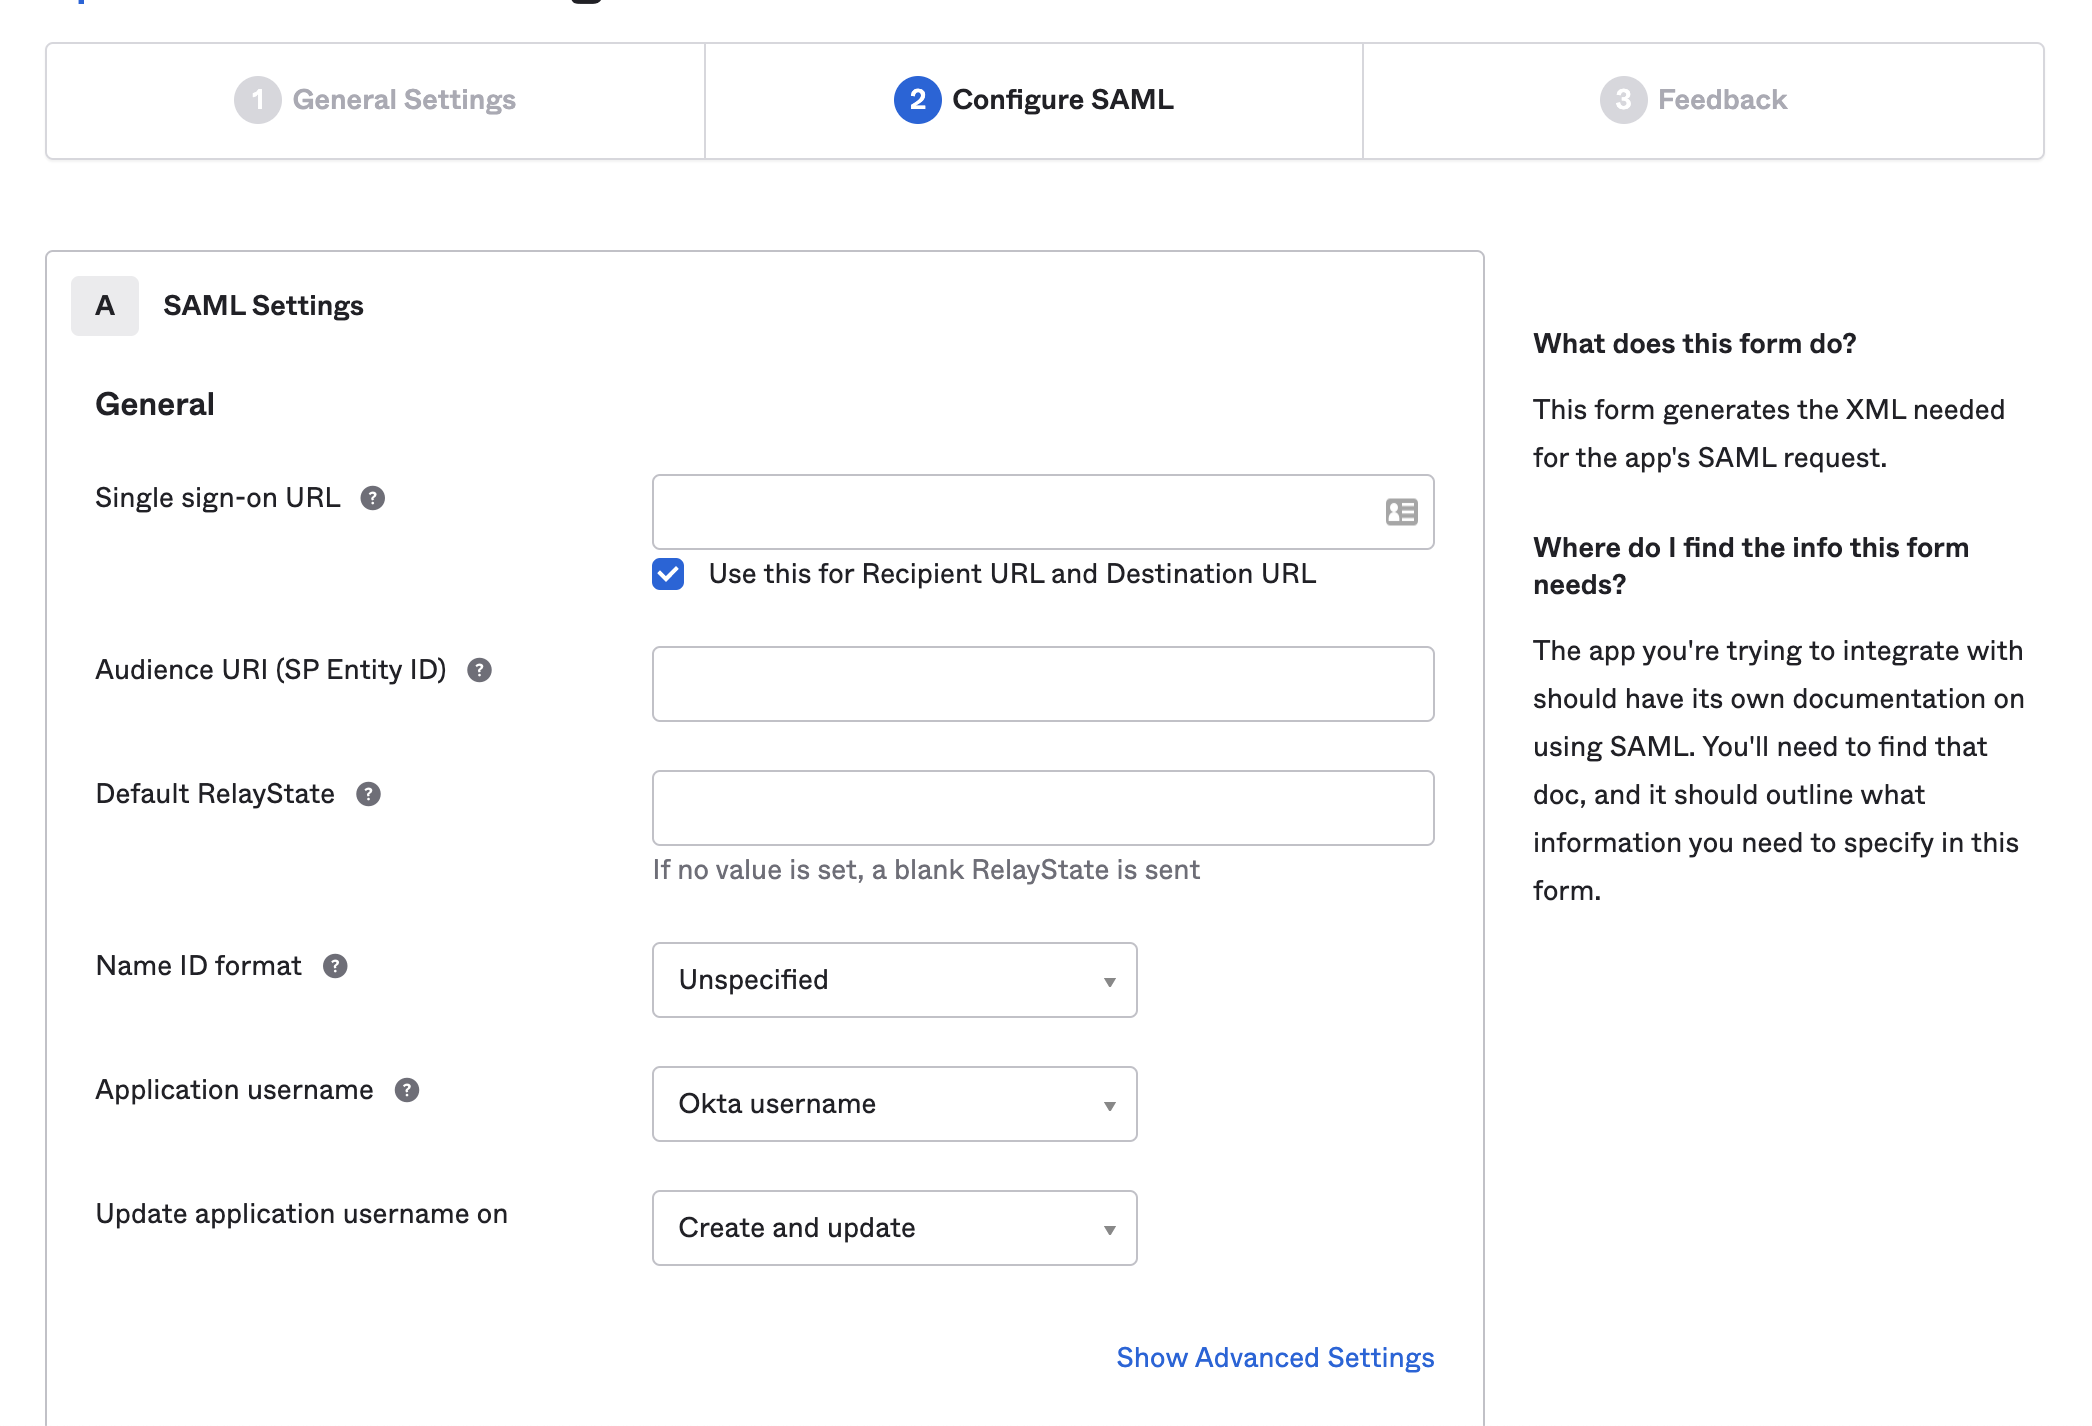 1 General Settings
2 Configure SAML
3 Feedback
A SAML Settings
General
Single sign-on URL ?
Use this for Recipient URL and Destination URL
Audience URI (SP Entity ID) ?
Default RelayState ?
If no value is set, a blank RelayState is sent
Name ID format ?
Unspecified
Application username ?
Okta username
Update application username on
Create and update
Show Advanced Settings
What does this form do?
This form generates the XML needed
for the app's SAML request.
Where do I find the info this form
needs?
The app you're trying to integrate with
should have its own documentation on
using SAML. You'll need to find that
doc, and it should outline what
information you need to specify in this
form.